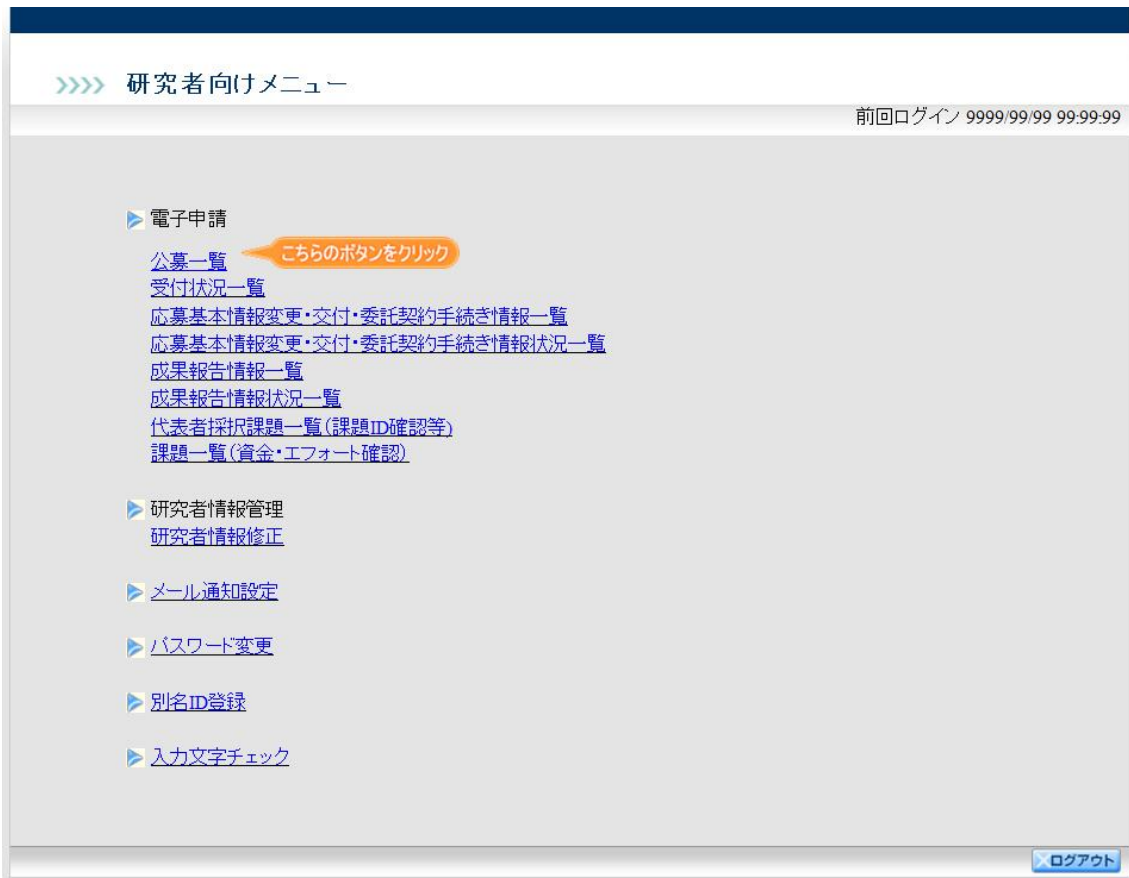 >>>> 研究者向けメニュー
前回ログイン 9999/99/99 99:99:99
電子申請
公募一覧 こちらのボタンをクリック
受付状況一覧
応募基本情報変更・交付・委託契約手続き情報一覧
応募基本情報変更・交付・委託契約手続き情報状況一覧
成果報告情報一覧
成果報告情報状況一覧
代表者採択課題一覧(課題ID確認等)
課題一覧(資金・エフォート確認)
研究者情報管理
研究者情報修正
メール通知設定
パスワード変更
別名ID登録
入力文字チェック
ログアウト